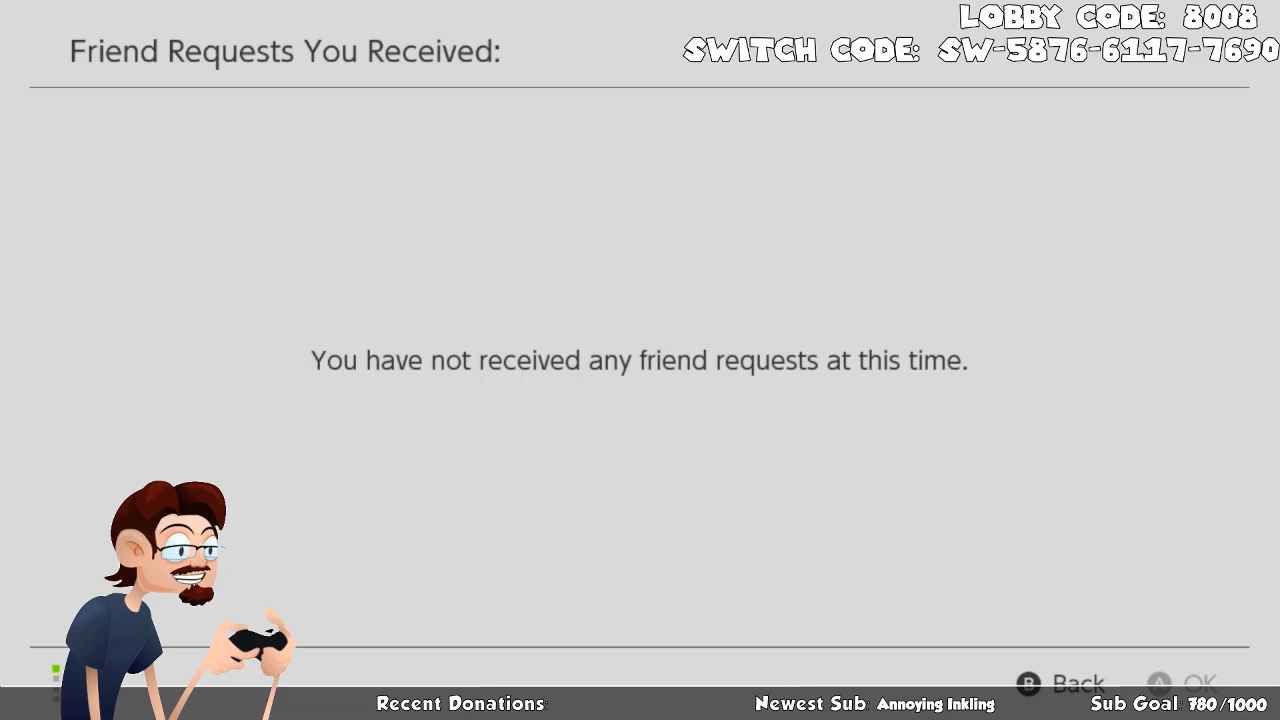 LOBBY CODE: 8008
Friend Requests You Received:
SWITCH CODE: SW-5876-6117-7690
You have not received any friend requests at this time.
B Back A OK
Recent Donations:
Newest Sub: Annoying Inkling
Sub Goal: 780/1000